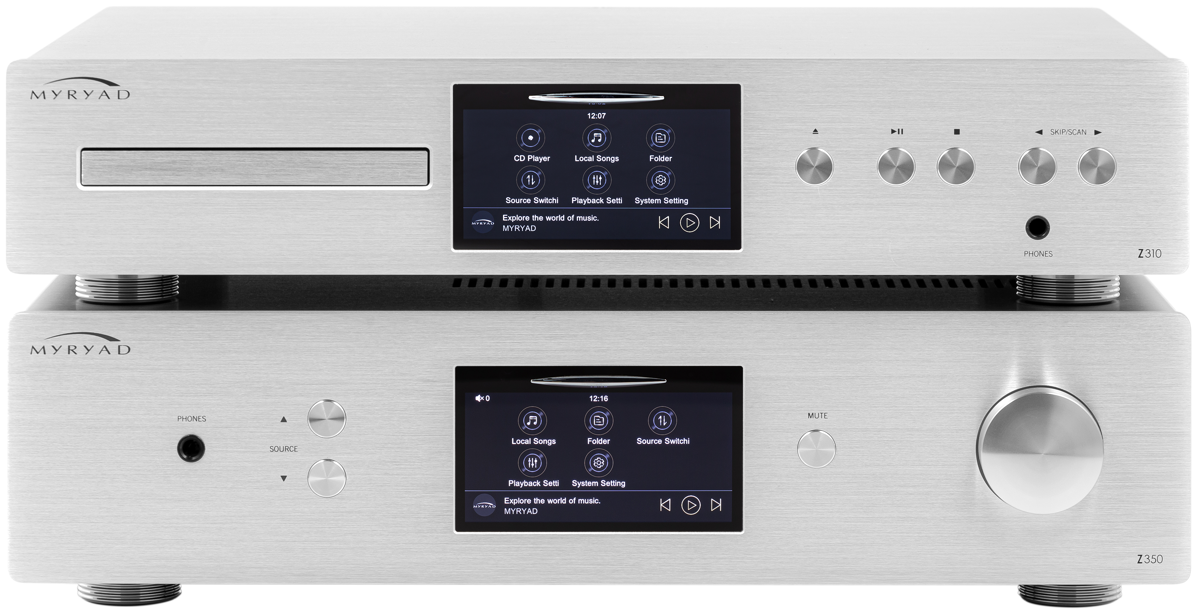 MYRYAD
12:07
CD Player Local Songs Folder
Source Switchi Playback Setti System Setting
MYRYAD
Explore the world of music.
MYRYAD
SKIP/SCAN
PHONES
Z310
MYRYAD
PHONES
SOURCE
0 12:16
Local Songs Folder Source Switchi
Playback Setti System Setting
MYRYAD
Explore the world of music.
MYRYAD
MUTE
Z350